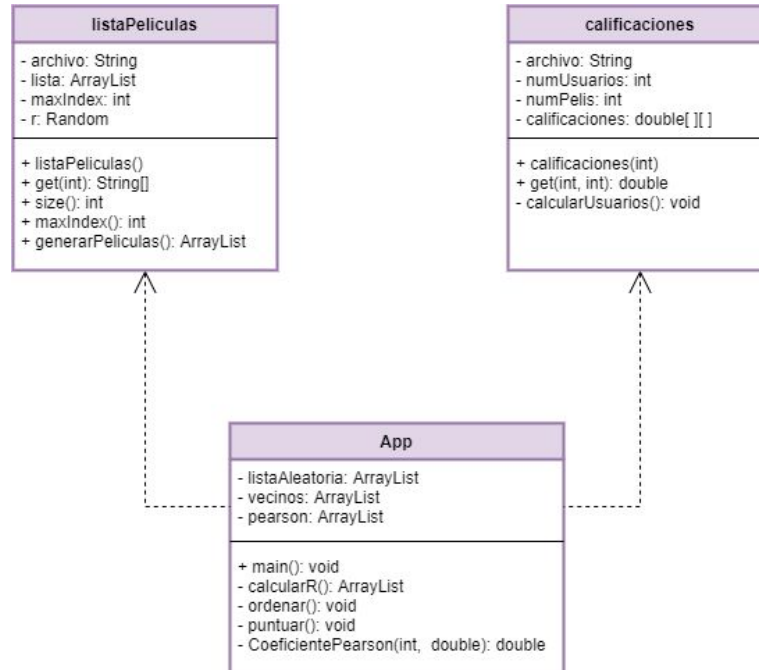 listaPeliculas
- archivo: String
- lista: ArrayList
- maxIndex: int
- r: Random
+ listaPeliculas()
+ get(int): String[]
+ size(): int
+ maxIndex(): int
+ generarPeliculas(): ArrayList
calificaciones
- archivo: String
- numUsuarios: int
- numPelis: int
- calificaciones: double[ ][ ]
+ calificaciones(int)
+ get(int, int): double
- calcularUsuarios(): void
App
- listaAleatoria: ArrayList
- vecinos: ArrayList
- pearson: ArrayList
+ main(): void
- calcularR(): ArrayList
- ordenar(): void
- puntuar(): void
- CoeficientePearson(int, double): double